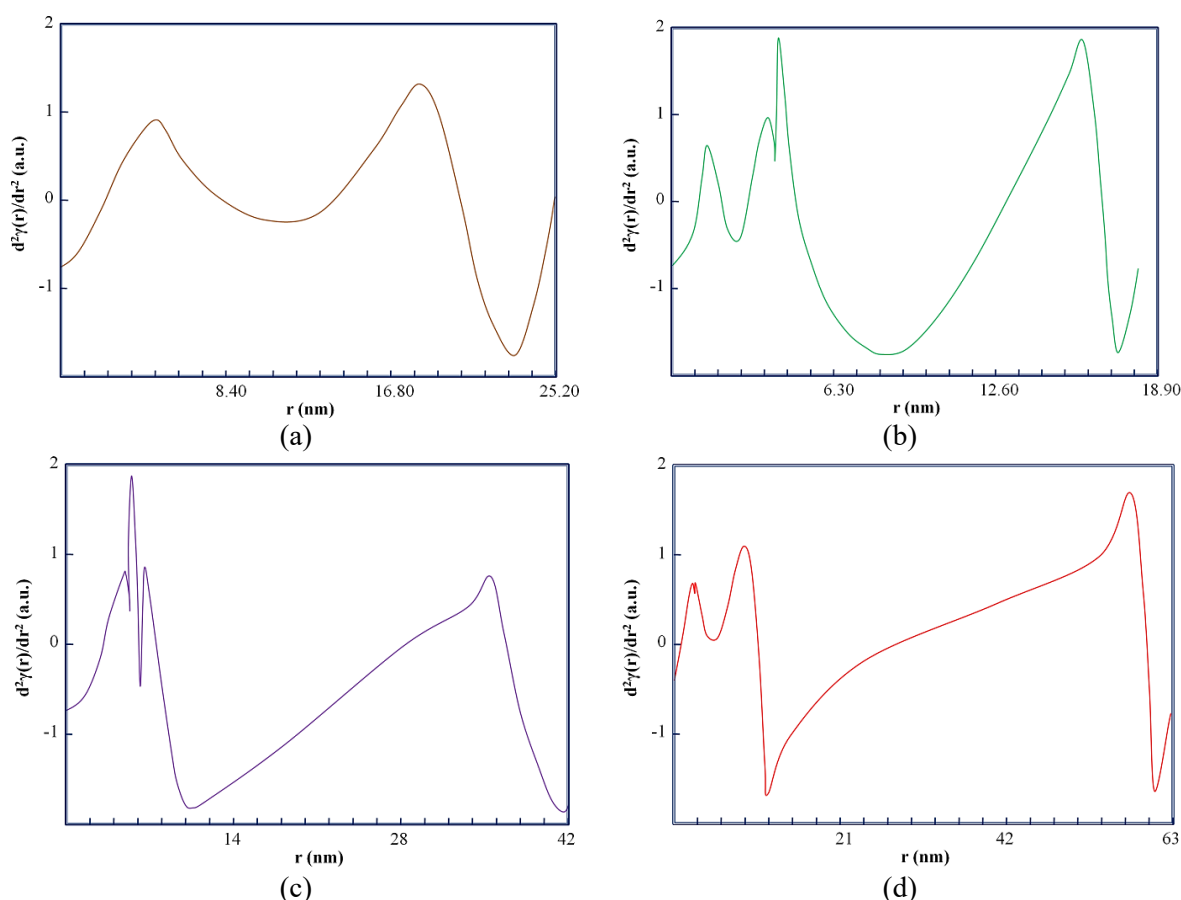 2
1
0
-1
d²γ(r)/dr² (a.u.)
8.40
16.80
25.20
r (nm)
(a)
2
1
0
-1
d²γ(r)/dr² (a.u.)
6.30
12.60
18.90
r (nm)
(b)
2
1
0
-1
d²γ(r)/dr² (a.u.)
14
28
42
r (nm)
(c)
2
1
0
-1
d²γ(r)/dr² (a.u.)
21
42
63
r (nm)
(d)